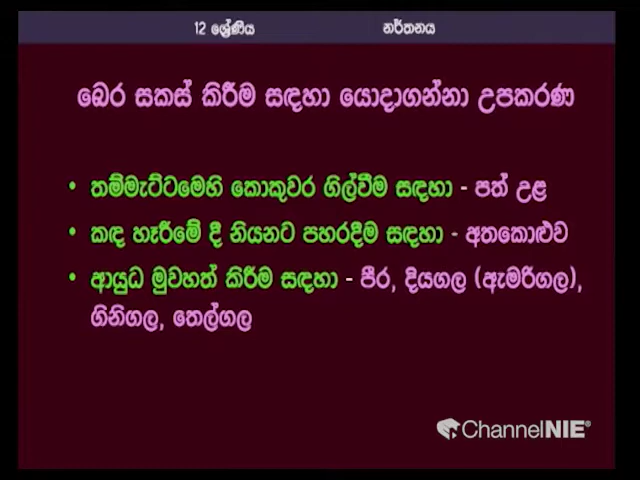 12 ශ්‍රේණිය නර්තනය
බෙර සකස් කිරීම සඳහා යොදාගන්නා උපකරණ
• තම්මැට්ටමෙහි කොකුවර ගිල්වීම සඳහා - පත් උළ
• කඳ හෑරීමේ දී නියනට පහරදීම සඳහා - අතකොළුව
• ආයුධ මුවහත් කිරීම සඳහා - පීර, දියගල (ඇමරිගල),
ගිනිගල, තෙල්ගල
ChannelNIE®